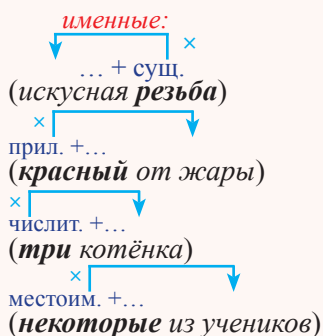 именные:
×
… + сущ.
(искусная резьба)
×
прил. +…
(красный от жары)
×
числит. +…
(три котёнка)
×
местоим. +…
(некоторые из учеников)